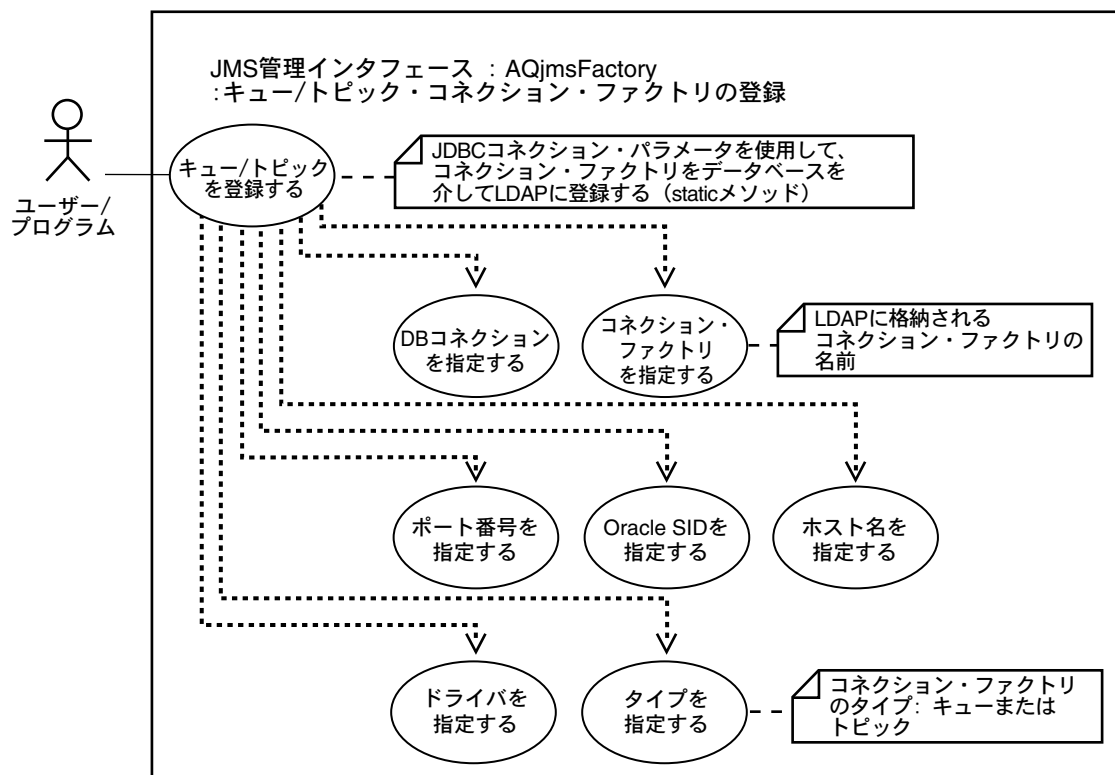 JMS管理インタフェース : AQjmsFactory
:キュー/トピック・コネクション・ファクトリの登録
ユーザー/
プログラム
キュー/トピック
を登録する
JDBCコネクション・パラメータを使用して、
コネクション・ファクトリをデータベースを
介してLDAPに登録する（staticメソッド）
DBコネクション
を指定する
コネクション・
ファクトリ
を指定する
LDAPに格納される
コネクション・ファクトリの
名前
ポート番号を
指定する
Oracle SIDを
指定する
ホスト名を
指定する
ドライバを
指定する
タイプを
指定する
コネクション・ファクトリ
のタイプ: キューまたは
トピック